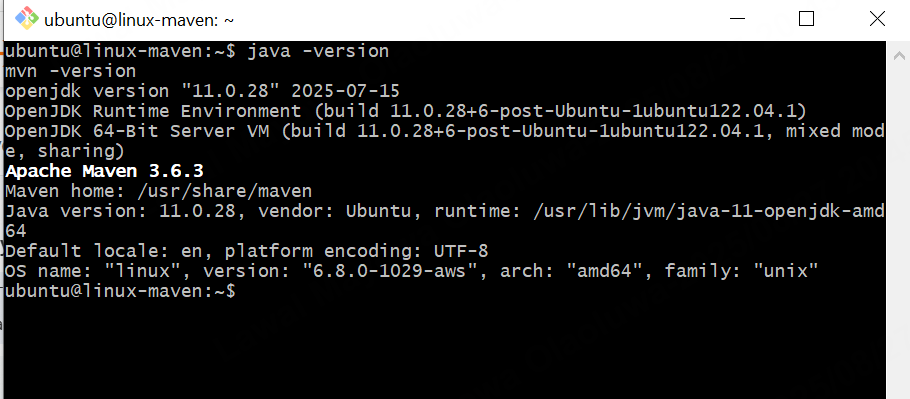 ubuntu@linux-maven: ~
ubuntu@linux-maven:~$ java -version
mvn -version
openjdk version "11.0.28" 2025-07-15
OpenJDK Runtime Environment (build 11.0.28+6-post-Ubuntu-1ubuntu122.04.1)
OpenJDK 64-Bit Server VM (build 11.0.28+6-post-Ubuntu-1ubuntu122.04.1, mixed mod
e, sharing)
Apache Maven 3.6.3
Maven home: /usr/share/maven
Java version: 11.0.28, vendor: Ubuntu, runtime: /usr/lib/jvm/java-11-openjdk-amd
64
Default locale: en, platform encoding: UTF-8
OS name: "linux", version: "6.8.0-1029-aws", arch: "amd64", family: "unix"
ubuntu@linux-maven:~$